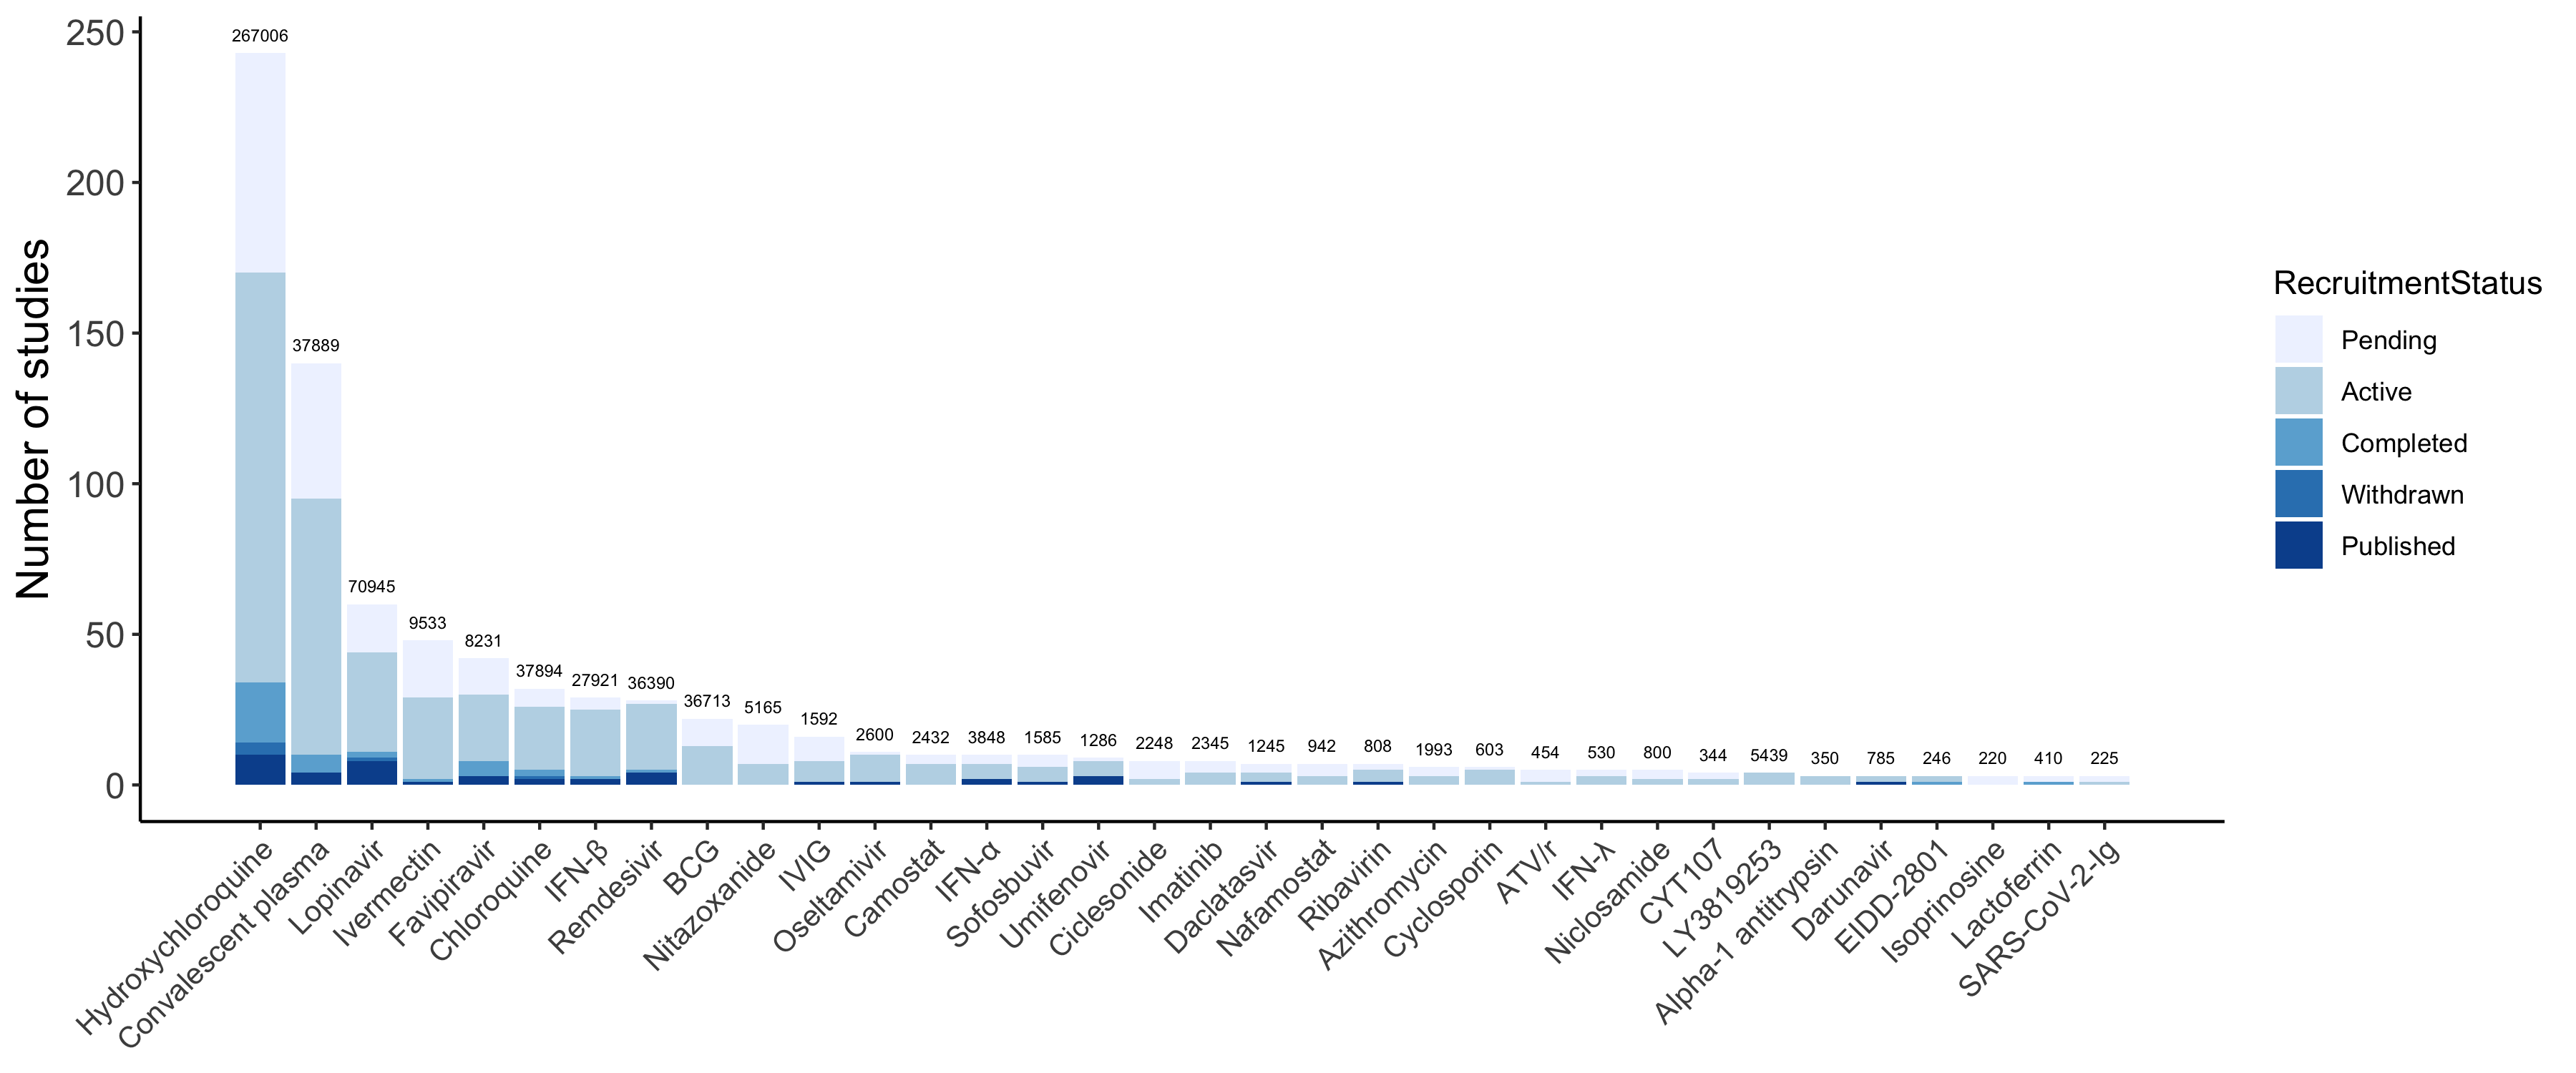 Number of studies
250
200
150
100
50
0
267006
37889
70945
9533
8231
37894
27921
36390
36713
5165
1592
2600
2432
3848
1585
1286
2248
2345
1245
942
808
1993
603
454
530
800
344
5439
350
785
246
220
410
225
Hydroxychloroquine
Convalescent plasma
Lopinavir
Ivermectin
Favipiravir
Chloroquine
IFN-β
Remdesivir
BCG
Nitazoxanide
IVIG
Oseltamivir
Camostat
IFN-α
Sofosbuvir
Umifenovir
Ciclesonide
Imatinib
Daclatasvir
Nafamostat
Ribavirin
Azithromycin
Cyclosporin
ATV/r
IFN-λ
Niclosamide
CYT107
LY3819253
Alpha-1 antitrypsin
Darunavir
EIDD-2801
Isoprinosine
Lactoferrin
SARS-CoV-2-Ig
RecruitmentStatus
Pending
Active
Completed
Withdrawn
Published